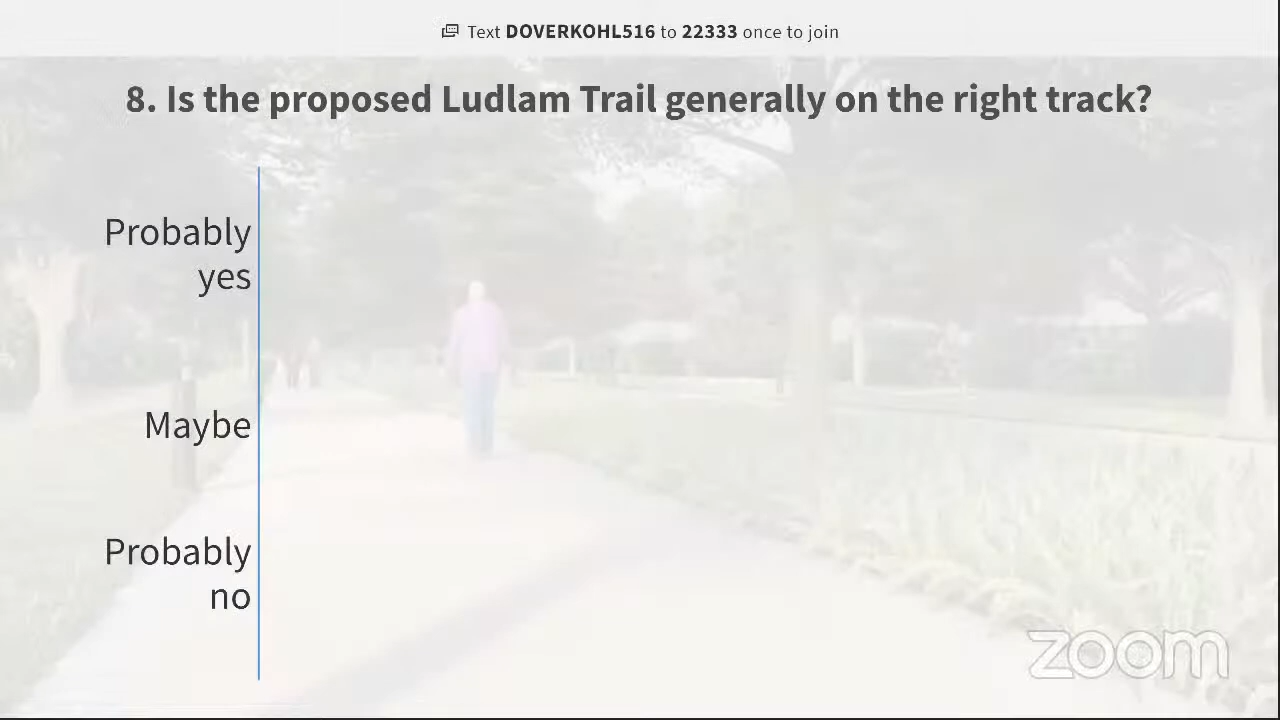 Text DOVERKOHL516 to 22333 once to join
8. Is the proposed Ludlam Trail generally on the right track?
Probably
yes
Maybe
Probably
no
zoom